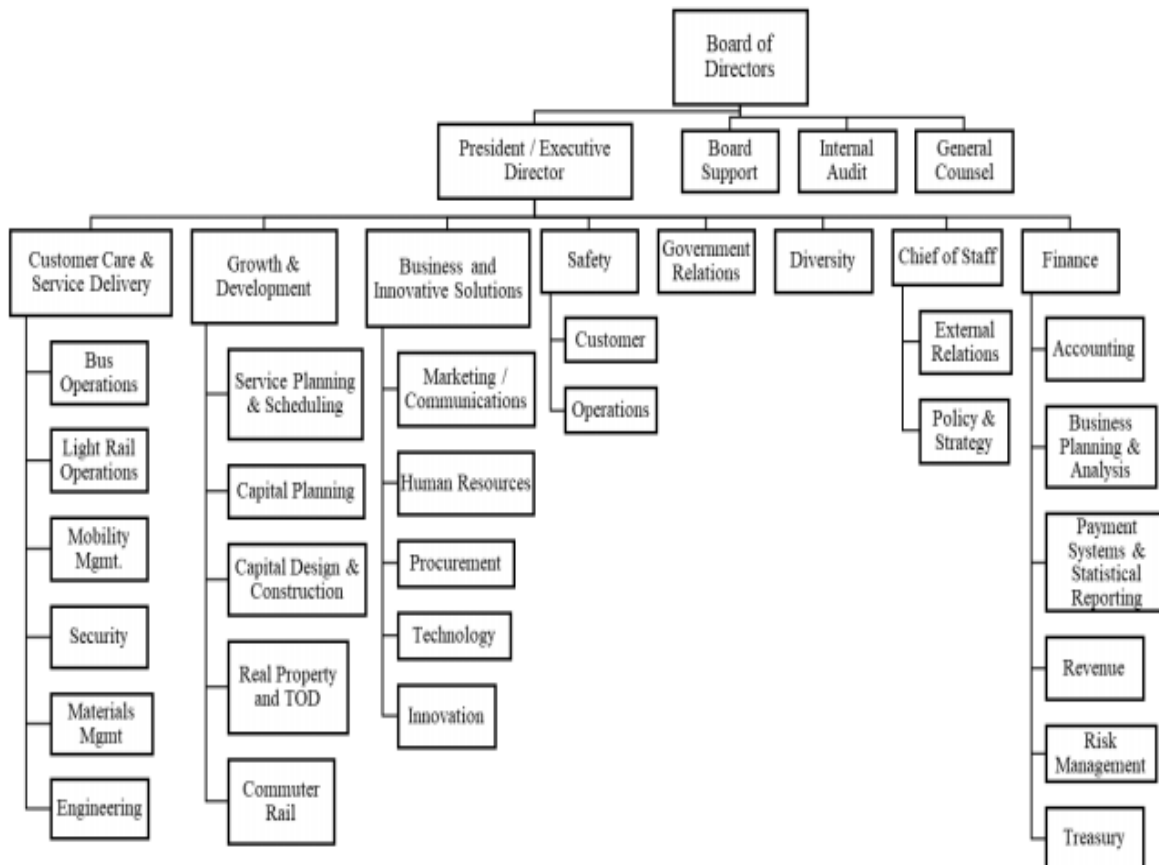 Board of
Directors
President / Executive
Director
Board
Support
Internal
Audit
General
Counsel
Customer Care &
Service Delivery
Growth &
Development
Business and
Innovative Solutions
Safety
Government
Relations
Diversity
Chief of Staff
Finance
Bus
Operations
Light Rail
Operations
Mobility
Mgmt.
Security
Materials
Mgmt
Engineering
Service Planning
& Scheduling
Capital Planning
Capital Design &
Construction
Real Property
and TOD
Commuter
Rail
Marketing /
Communications
Human Resources
Procurement
Technology
Innovation
Customer
Operations
External
Relations
Policy &
Strategy
Accounting
Business
Planning &
Analysis
Payment
Systems &
Statistical
Reporting
Revenue
Risk
Management
Treasury